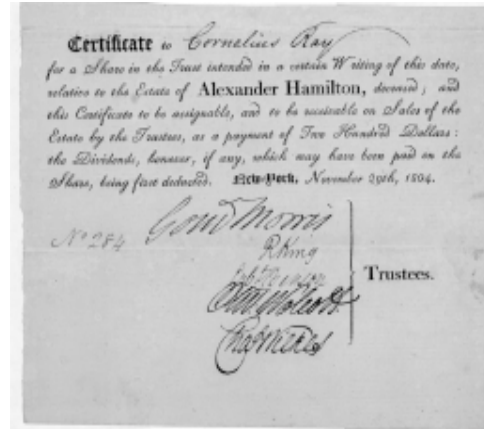 Certificate to Cornelius Ray
for a Share in the Trust intended in a certain Writing of this date,
relative to the Estate of Alexander Hamilton, deceased; and
this Certificate to be assignable, and to be receivable on Sales of the
Estate by the Trustees, as a payment of Two Hundred Dollars:
the Dividends, however, if any, which may have been paid on the
Share, being first deducted. New-York, November 29th, 1804.
Gouv Morris
No 284
R King
Trustees.